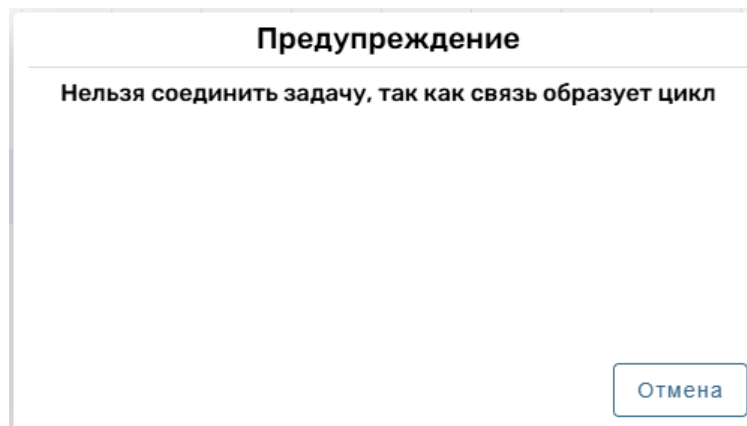 Предупреждение
Нельзя соединить задачу, так как связь образует цикл
Отмена